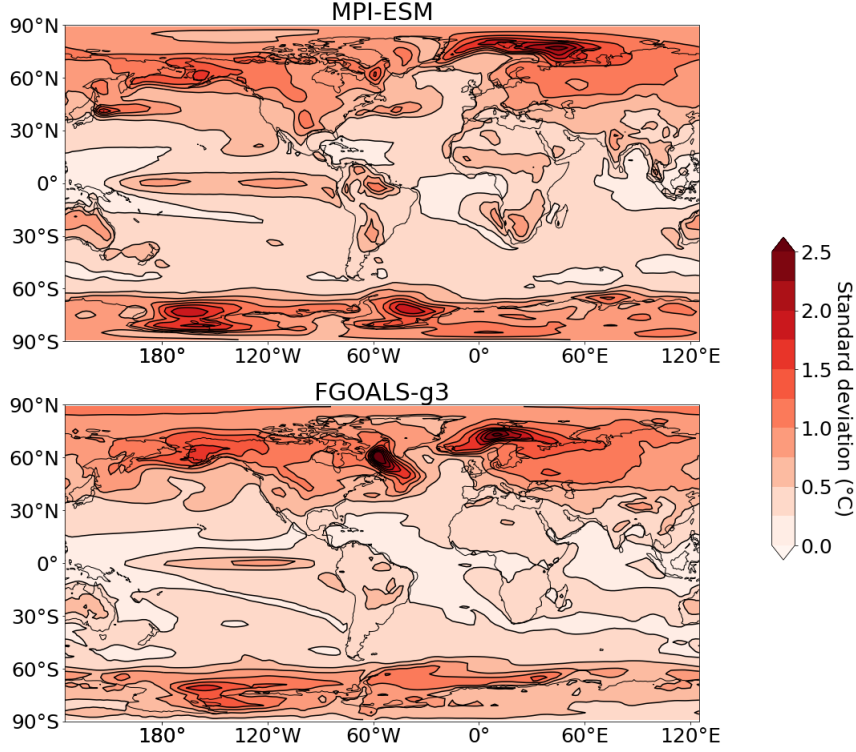 MPI-ESM
90°N
60°N
30°N
0°
30°S
60°S
90°S
180° 120°W 60°W 0° 60°E 120°E
FGOALS-g3
90°N
60°N
30°N
0°
30°S
60°S
90°S
180° 120°W 60°W 0° 60°E 120°E
2.5
2.0
1.5
1.0
0.5
0.0
Standard deviation (°C)